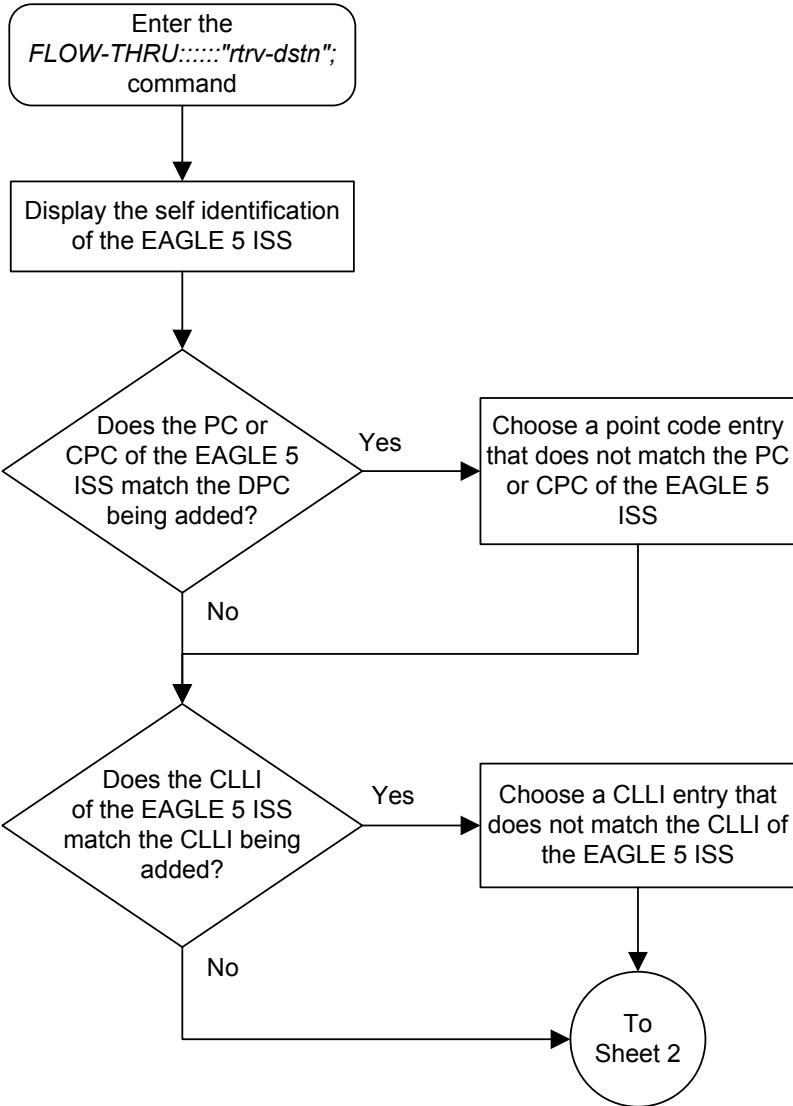 Enter the
FLOW-THRU::::::"rtrv-dstn";
command
Display the self identification
of the EAGLE 5 ISS
Does the PC or
CPC of the EAGLE 5
ISS match the DPC
being added?
Yes
Choose a point code entry
that does not match the PC
or CPC of the EAGLE 5
ISS
No
Does the CLLI
of the EAGLE 5 ISS
match the CLLI being
added?
Yes
Choose a CLLI entry that
does not match the CLLI of
the EAGLE 5 ISS
No
To
Sheet 2